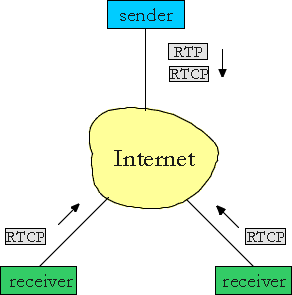 sender
RTP
RTCP
Internet
RTCP
RTCP
receiver
receiver